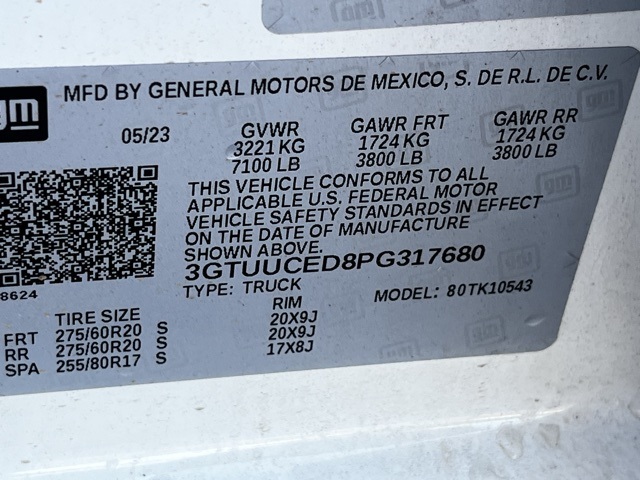 gm
MFD BY GENERAL MOTORS DE MEXICO, S. DE R.L. DE C.V.
05/23 GVWR GAWR FRT GAWR RR
3221 KG 1724 KG 1724 KG
7100 LB 3800 LB 3800 LB
THIS VEHICLE CONFORMS TO ALL
APPLICABLE U.S. FEDERAL MOTOR
VEHICLE SAFETY STANDARDS IN EFFECT
ON THE DATE OF MANUFACTURE
SHOWN ABOVE.
3GTUUCED8PG317680
8624
TYPE: TRUCK MODEL: 80TK10543
TIRE SIZE RIM
FRT 275/60R20 S 20X9J
RR 275/60R20 S 20X9J
SPA 255/80R17 S 17X8J